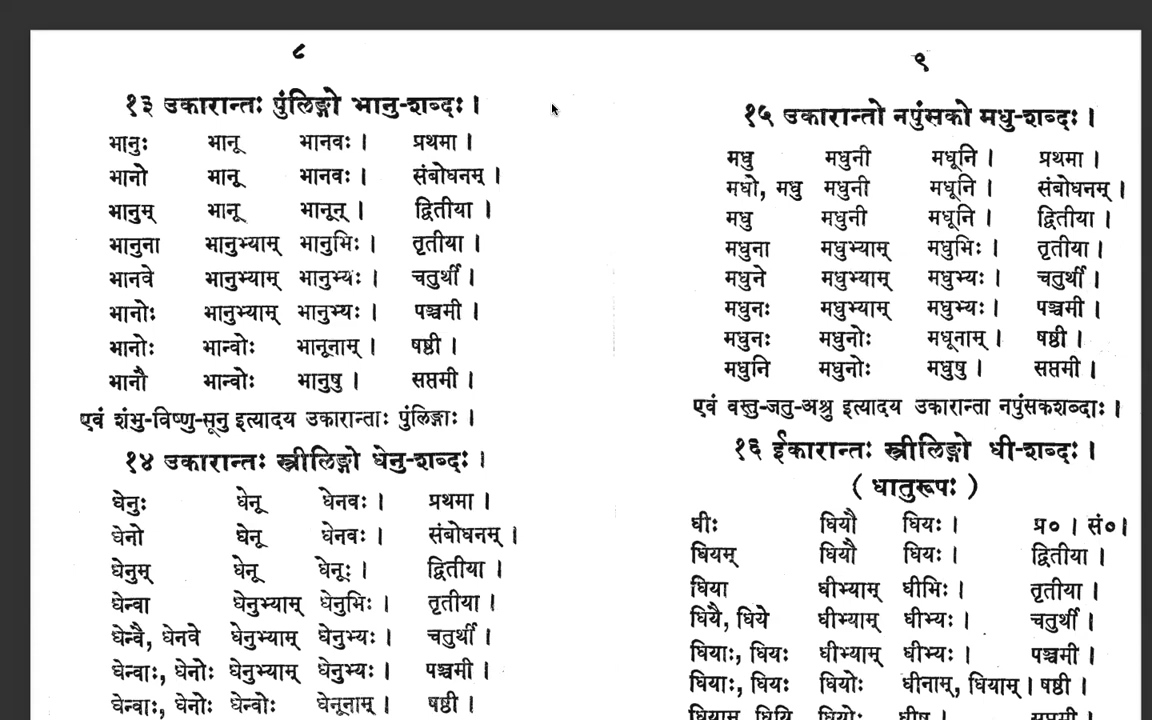 ८
१३ उकारान्तः पुंलिङ्गो भानु-शब्दः ।
भानुः भानू भानवः । प्रथमा ।
भानो भानू भानवः । संबोधनम् ।
भानुम् भानू भानून् । द्वितीया ।
भानुना भानुभ्याम् भानुभिः । तृतीया ।
भानवे भानुभ्याम् भानुभ्यः । चतुर्थी ।
भानोः भानुभ्याम् भानुभ्यः । पञ्चमी ।
भानोः भान्वोः भानूनाम् । षष्ठी ।
भानौ भान्वोः भानुषु । सप्तमी ।
एवं शंभु-विष्णु-सूनु इत्यादय उकारान्ताः पुंलिङ्गाः ।
१४ उकारान्तः स्त्रीलिङ्गो धेनु-शब्दः ।
धेनुः धेनू धेनवः । प्रथमा ।
धेनो धेनू धेनवः । संबोधनम् ।
धेनुम् धेनू धेनूः । द्वितीया ।
धेन्वा धेनुभ्याम् धेनुभिः । तृतीया ।
धेन्वै, धेनवे धेनुभ्याम् धेनुभ्यः । चतुर्थी ।
धेन्वाः, धेनोः धेनुभ्याम् धेनुभ्यः । पञ्चमी ।
धेन्वाः, धेनोः धेन्वोः धेनूनाम् । षष्ठी ।
९
१५ उकारान्तो नपुंसको मधु-शब्दः ।
मधु मधुनी मधूनि । प्रथमा ।
मधो, मधु मधुनी मधूनि । संबोधनम् ।
मधु मधुनी मधूनि । द्वितीया ।
मधुना मधुभ्याम् मधुभिः । तृतीया ।
मधुने मधुभ्याम् मधुभ्यः । चतुर्थी ।
मधुनः मधुभ्याम् मधुभ्यः । पञ्चमी ।
मधुनः मधुनोः मधूनाम् । षष्ठी ।
मधुनि मधुनोः मधुषु । सप्तमी ।
एवं वस्तु-जतु-अश्रु इत्यादय उकारान्ता नपुंसकशब्दाः ।
१६ ईकारान्तः स्त्रीलिङ्गो धी-शब्दः ।
( धातुरूपः )
धीः धियौ धियः । प्र० । सं० ।
धियम् धियौ धियः । द्वितीया ।
धिया धीभ्याम् धीभिः । तृतीया ।
धियै, धिये धीभ्याम् धीभ्यः । चतुर्थी ।
धियाः, धियः धीभ्याम् धीभ्यः । पञ्चमी ।
धियाः, धियः धियोः धीनाम्, धियाम् । षष्ठी ।